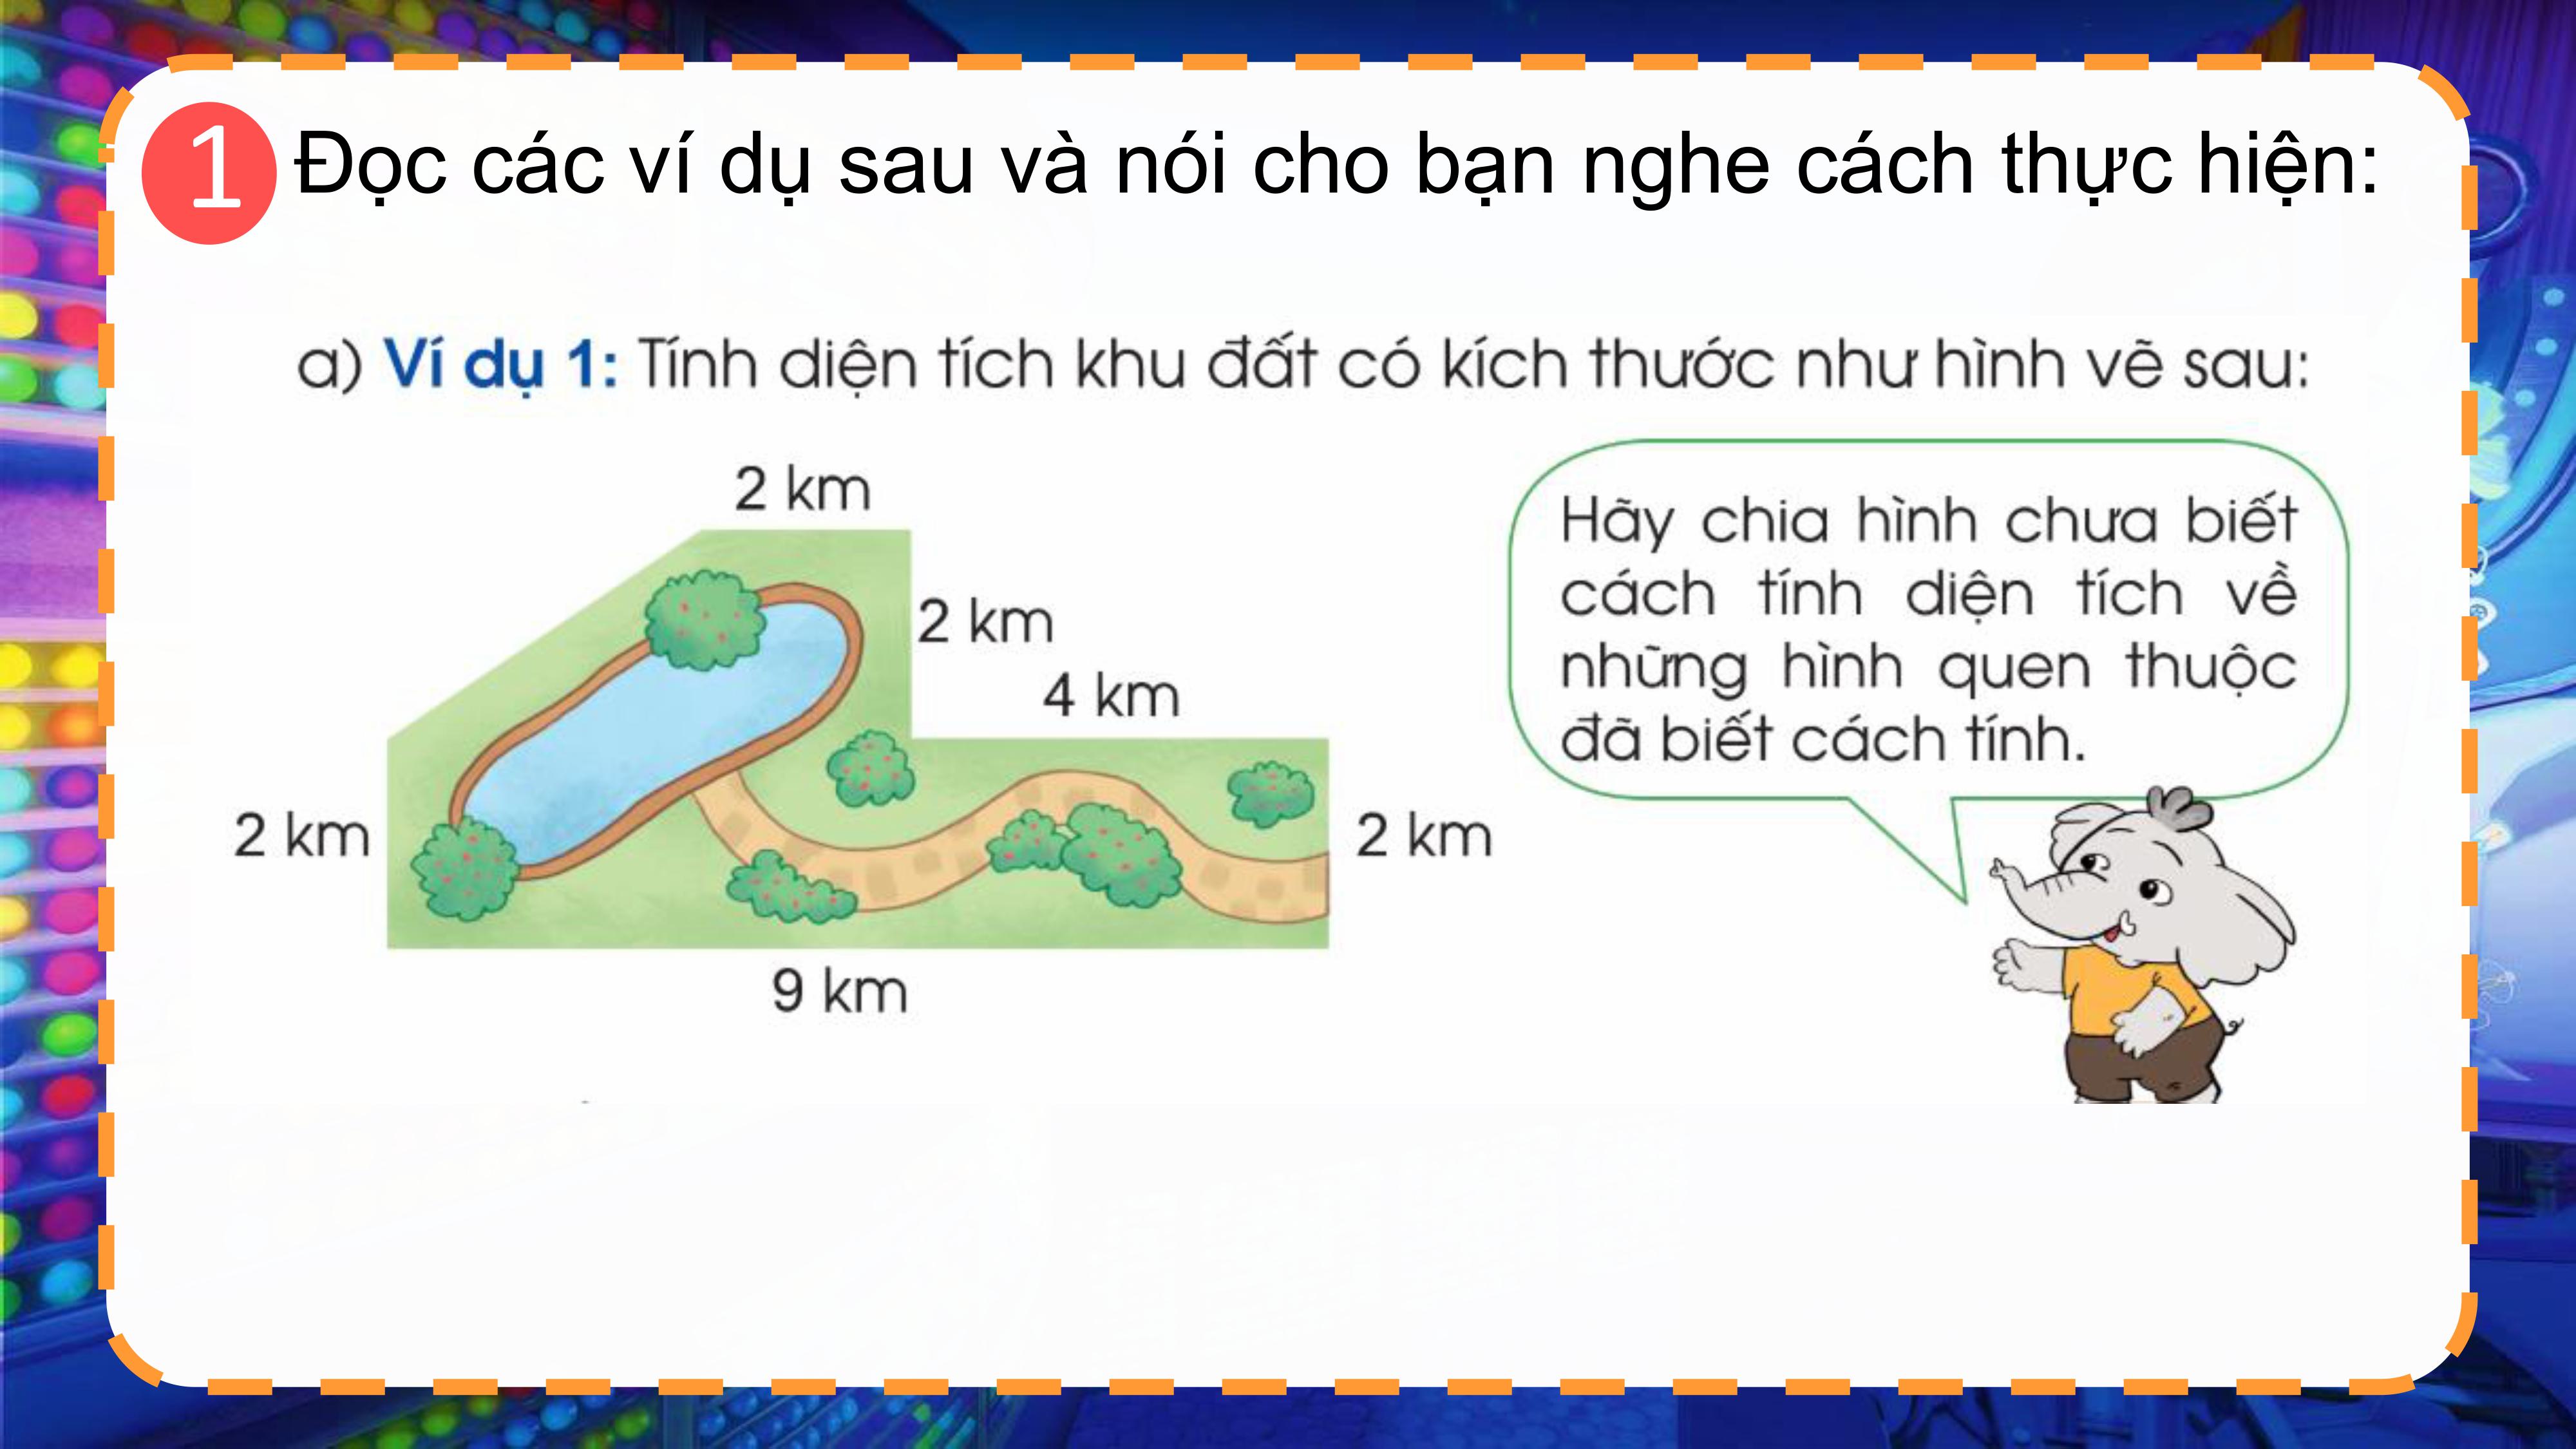 1 Đọc các ví dụ sau và nói cho bạn nghe cách thực hiện:
a) Ví dụ 1: Tính diện tích khu đất có kích thước như hình vẽ sau:
2 km
2 km
4 km
2 km
2 km
9 km
Hãy chia hình chưa biết
cách tính diện tích về
những hình quen thuộc
đã biết cách tính.